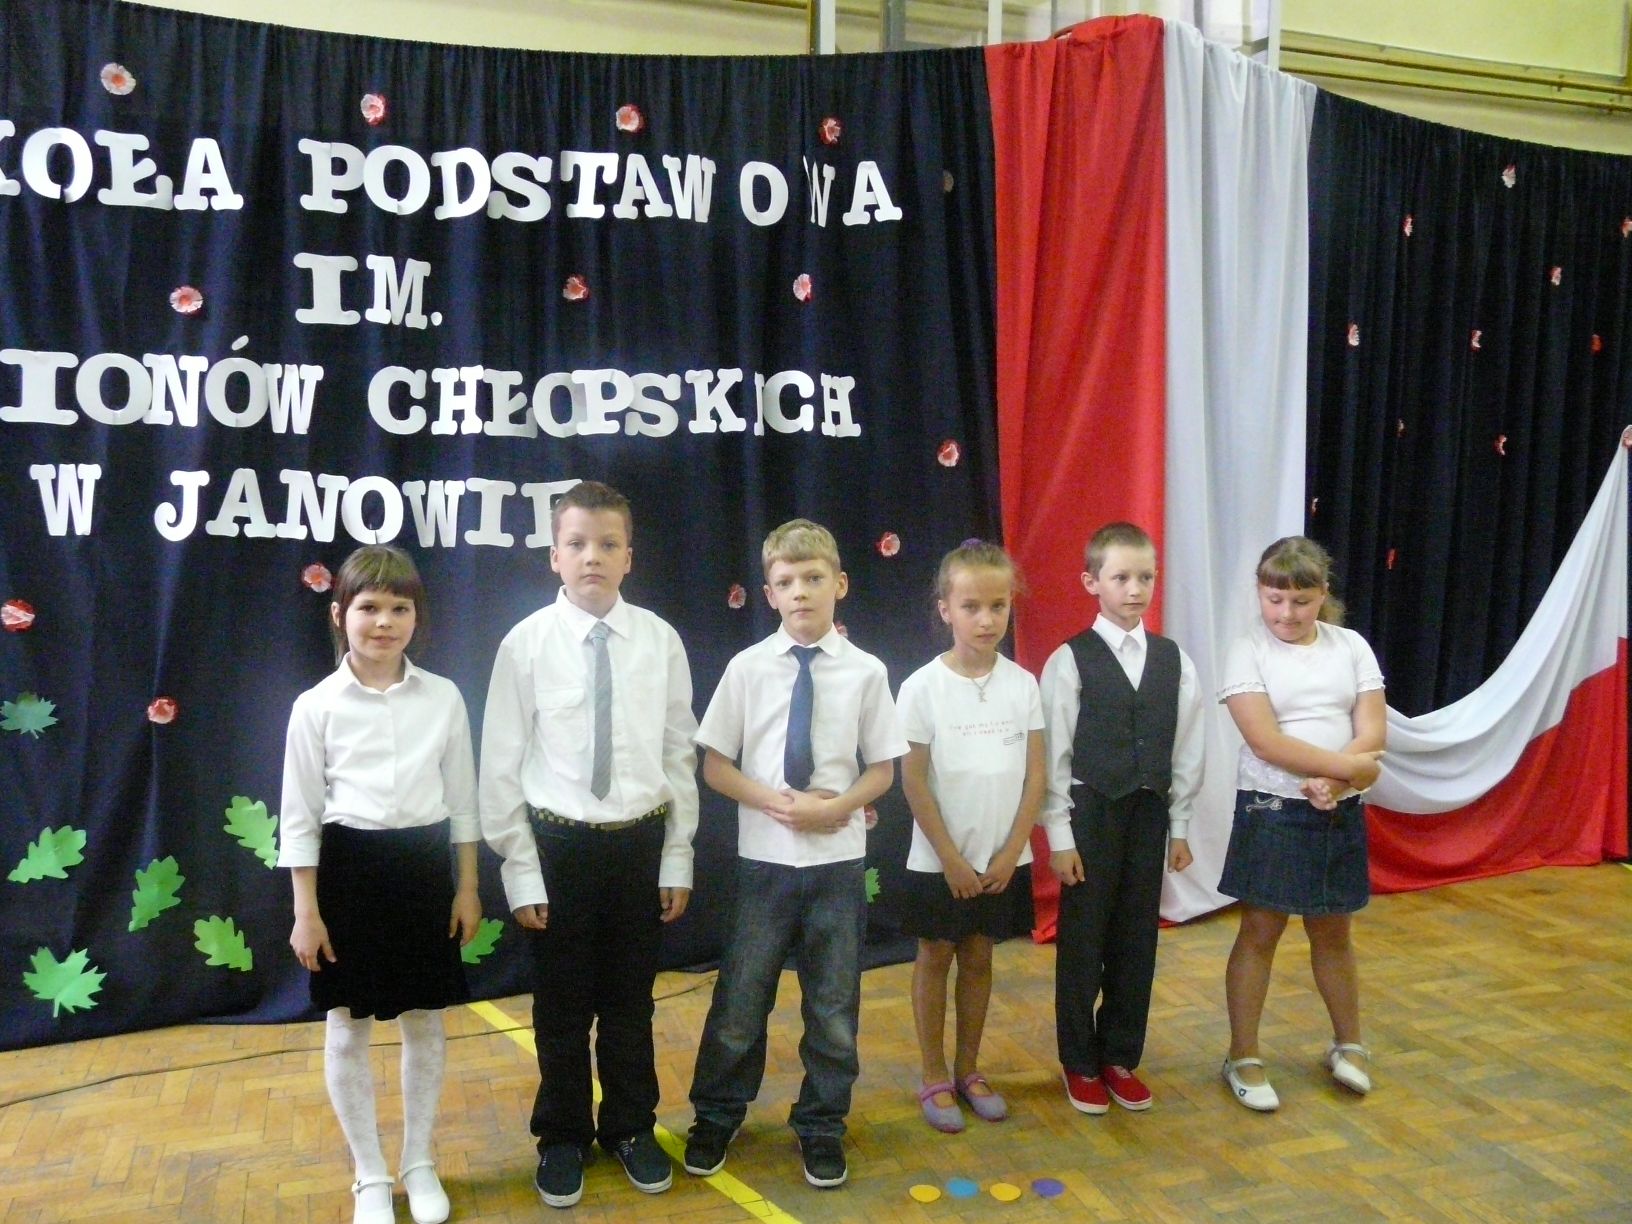 KOŁA PODSTAWOWA
IM.
IONÓW CHŁOPSKICH
W JANOWIE